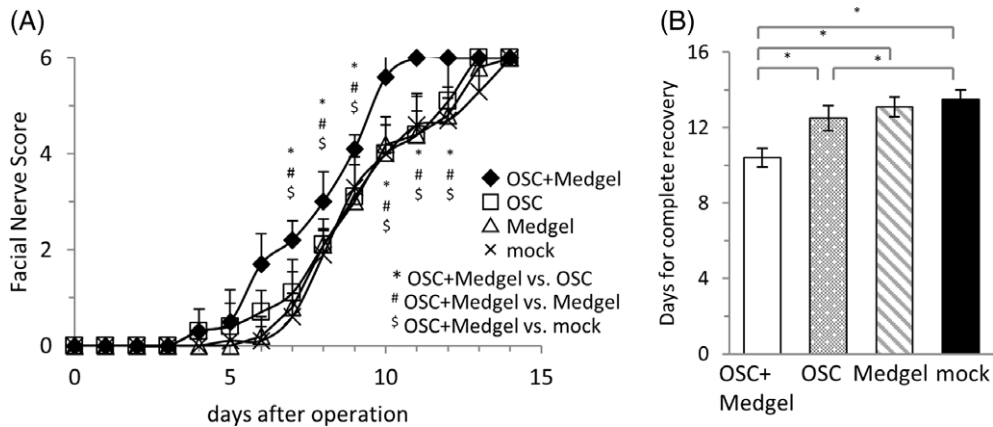 (A)
Facial Nerve Score
6
4
2
0
0 5 10 15
days after operation
*
#
$
*
#
$
*
#
$
*
#
$
*
#
$
*
#
$
OSC+Medgel
OSC
Medgel
mock
* OSC+Medgel vs. OSC
# OSC+Medgel vs. Medgel
$ OSC+Medgel vs. mock
(B)
Days for complete recovery
16
12
8
4
0
*
*
*
*
OSC+ Medgel
OSC
Medgel
mock